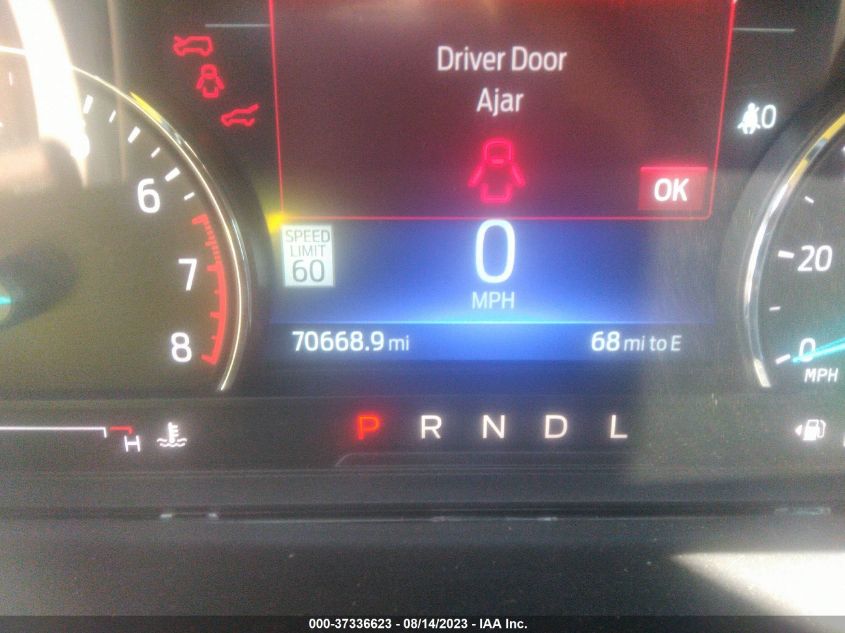 Driver Door
Ajar
OK
0
6
7
8
SPEED
LIMIT
60
0
MPH
20
0
MPH
70668.9 mi
68 mi to E
H
P R N D L
000-37336623 - 08/14/2023 - IAA Inc.